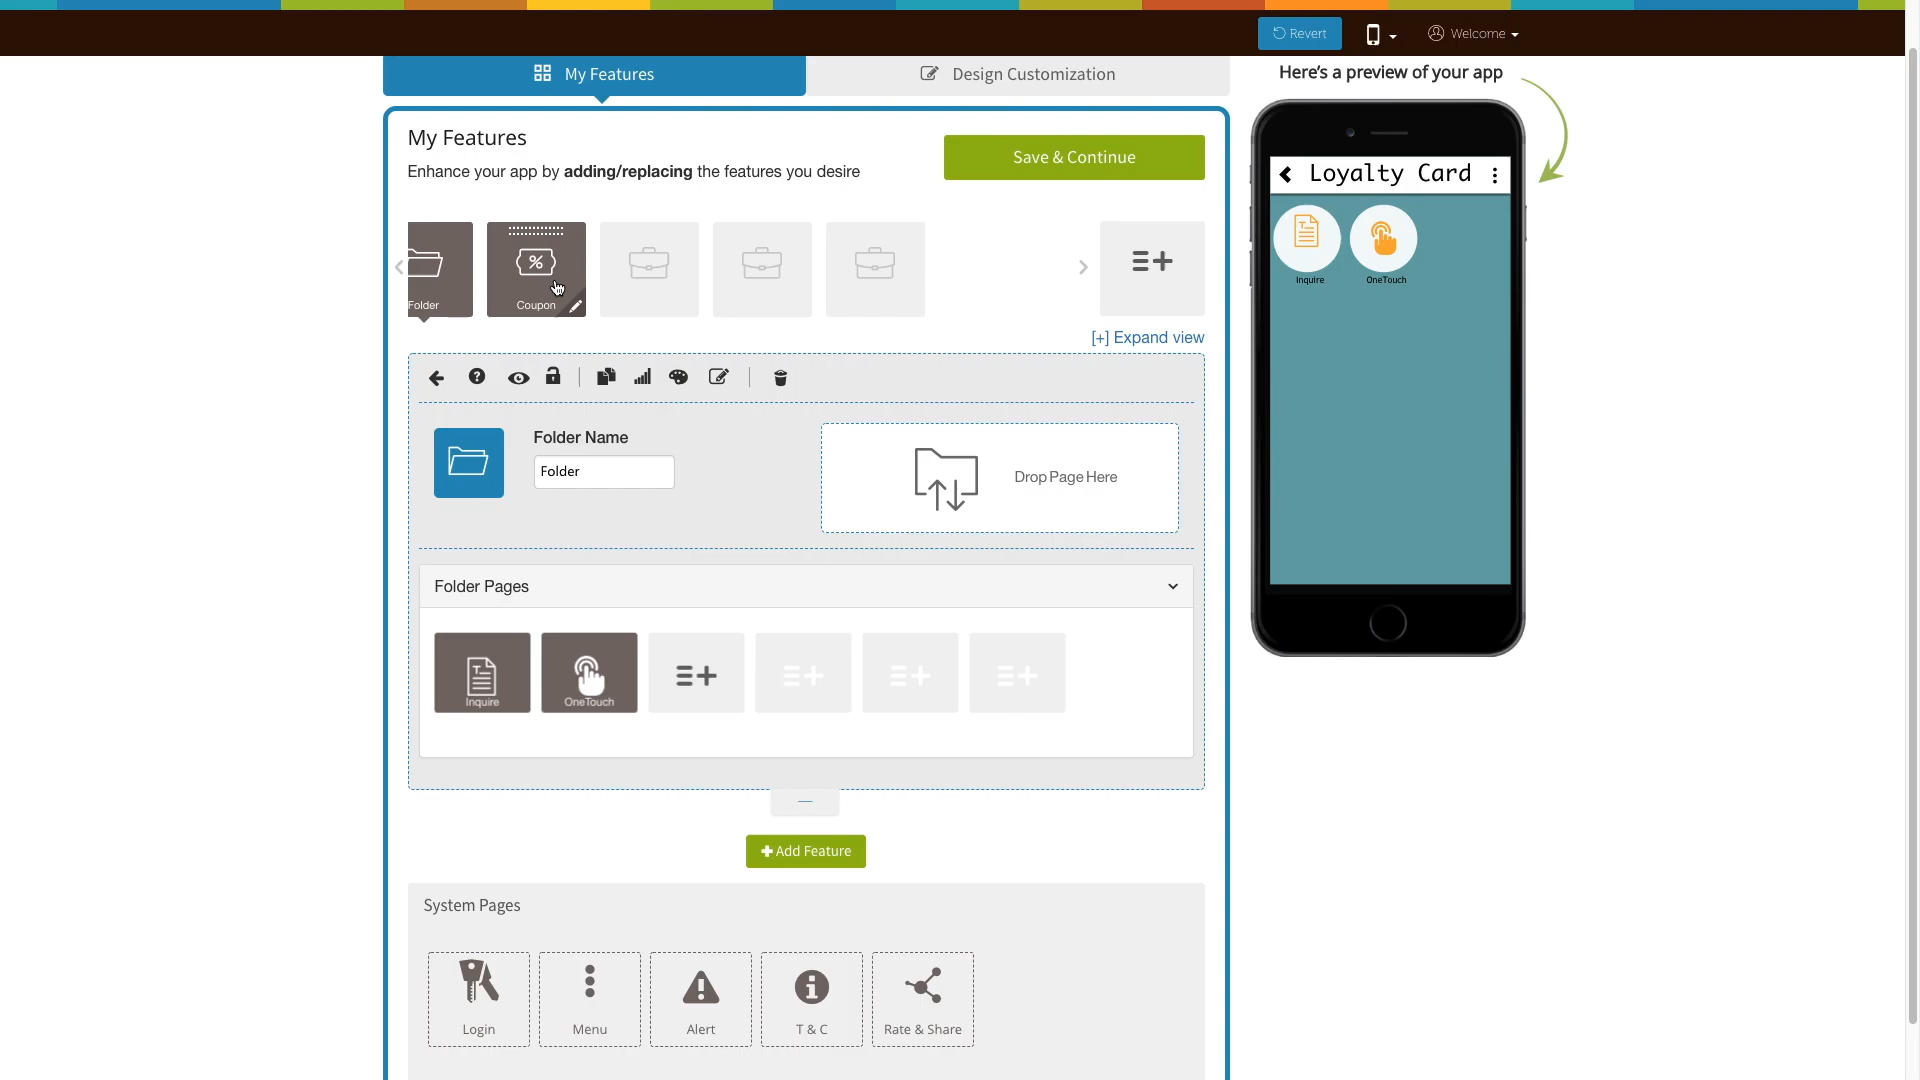 Revert
Welcome
My Features
Design Customization
Here's a preview of your app
My Features
Enhance your app by adding/replacing the features you desire
Save & Continue
Loyalty Card
Inquire
OneTouch
Folder
Coupon
[+] Expand view
Folder Name
Folder
Drop Page Here
Folder Pages
Inquire
OneTouch
Add Feature
System Pages
Login
Menu
Alert
T & C
Rate & Share